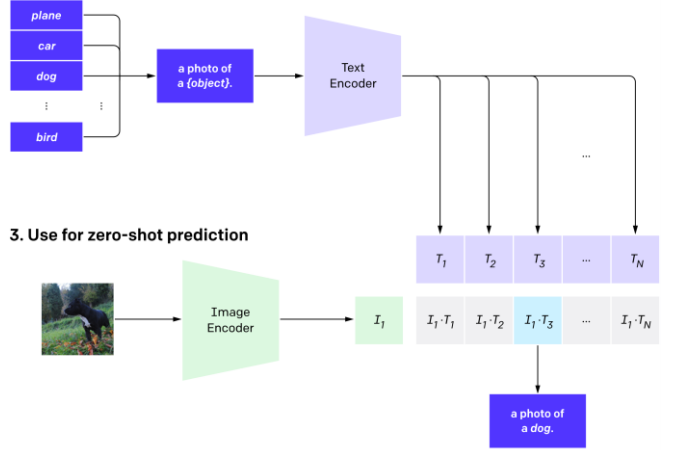 plane
car
dog
bird
a photo of
a {object}.
Text
Encoder
...
3. Use for zero-shot prediction
T1 T2 T3 ... TN
Image
Encoder
I1
I1·T1 I1·T2 I1·T3 ... I1·TN
a photo of
a dog.